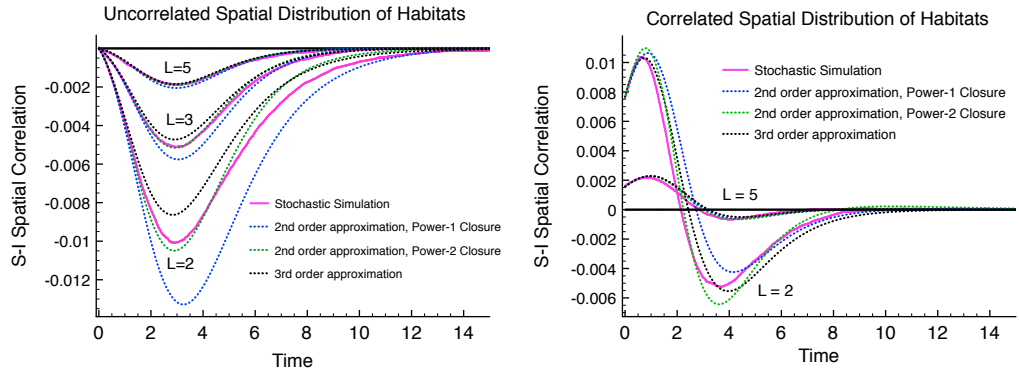 Uncorrelated Spatial Distribution of Habitats
S-I Spatial Correlation
-0.002
-0.004
-0.006
-0.008
-0.01
-0.012
L=5
L=3
L=2
Stochastic Simulation
2nd order approximation, Power-1 Closure
2nd order approximation, Power-2 Closure
3rd order approximation
0 2 4 6 8 10 12 14
Time
Correlated Spatial Distribution of Habitats
S-I Spatial Correlation
0.010
0.008
0.006
0.004
0.002
0
-0.002
-0.004
-0.006
Stochastic Simulation
2nd order approximation, Power-1 Closure
2nd order approximation, Power-2 Closure
3rd order approximation
L = 5
L = 2
0 2 4 6 8 10 12 14
Time